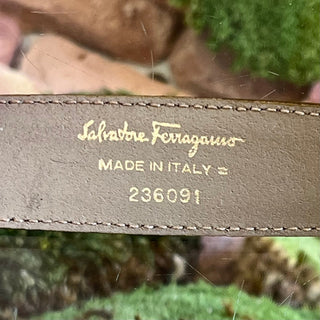 Salvatore Ferragamo
MADE IN ITALY =
236091